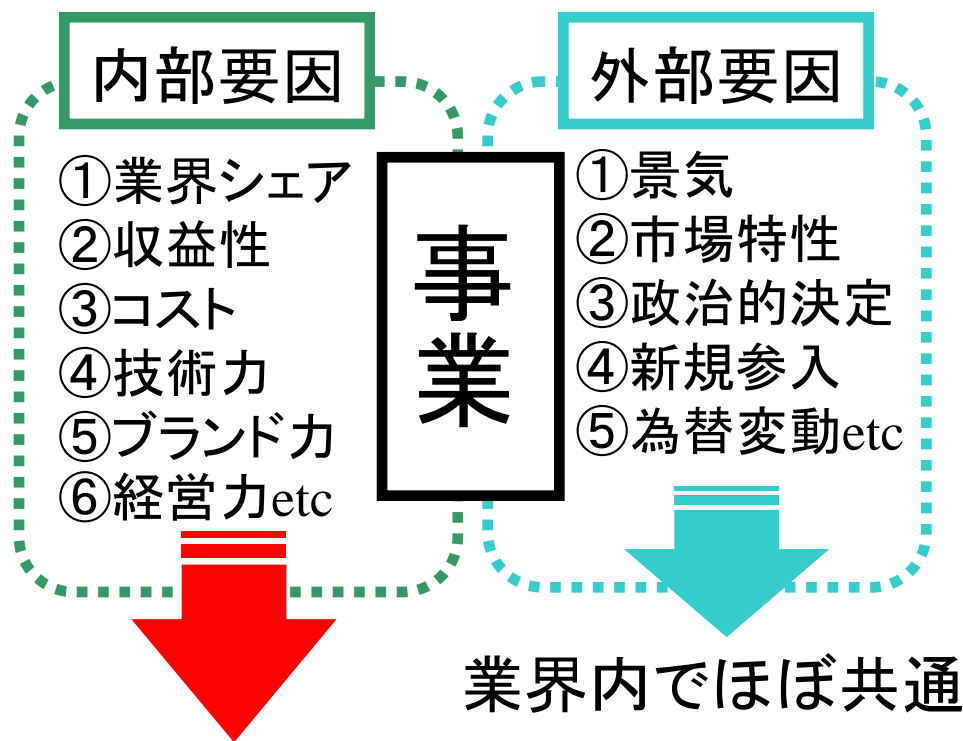 内部要因
①業界シェア
②収益性
③コスト
④技術力
⑤ブランド力
⑥経営力etc
事業
外部要因
①景気
②市場特性
③政治的決定
④新規参入
⑤為替変動etc
業界内でほぼ共通